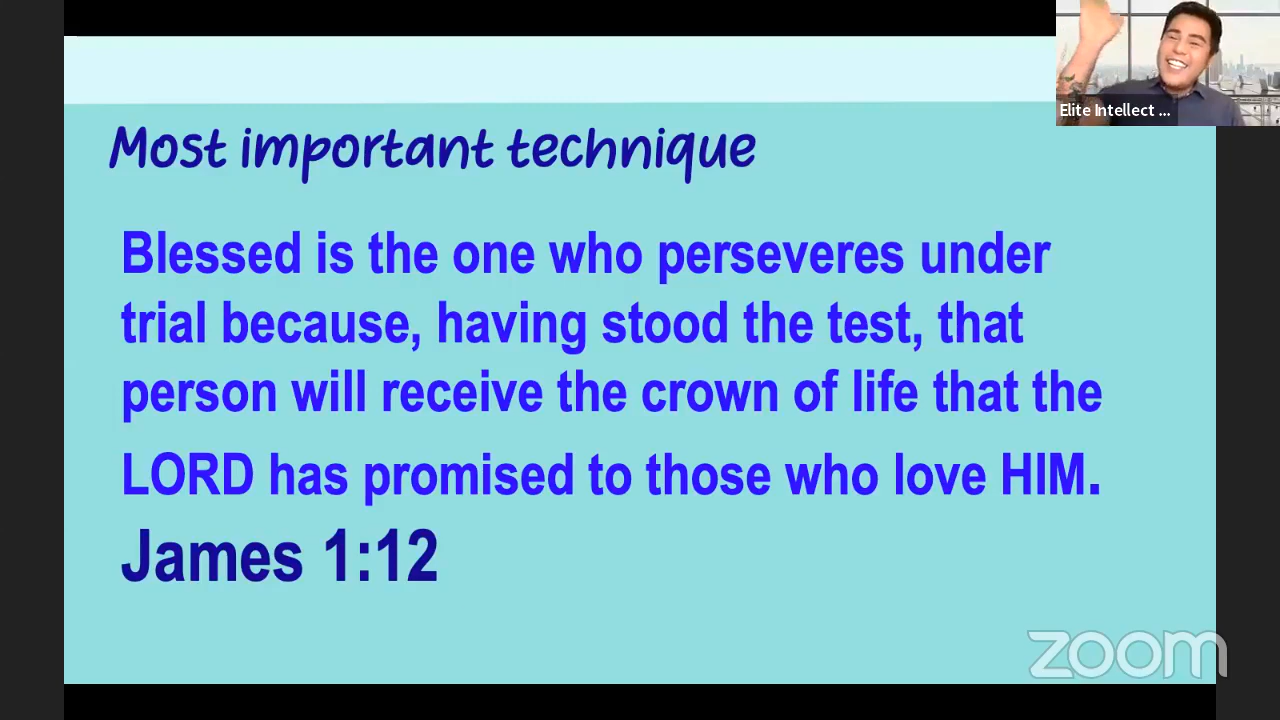 Elite Intellect ...
Most important technique
Blessed is the one who perseveres under
trial because, having stood the test, that
person will receive the crown of life that the
LORD has promised to those who love HIM.
James 1:12
zoom